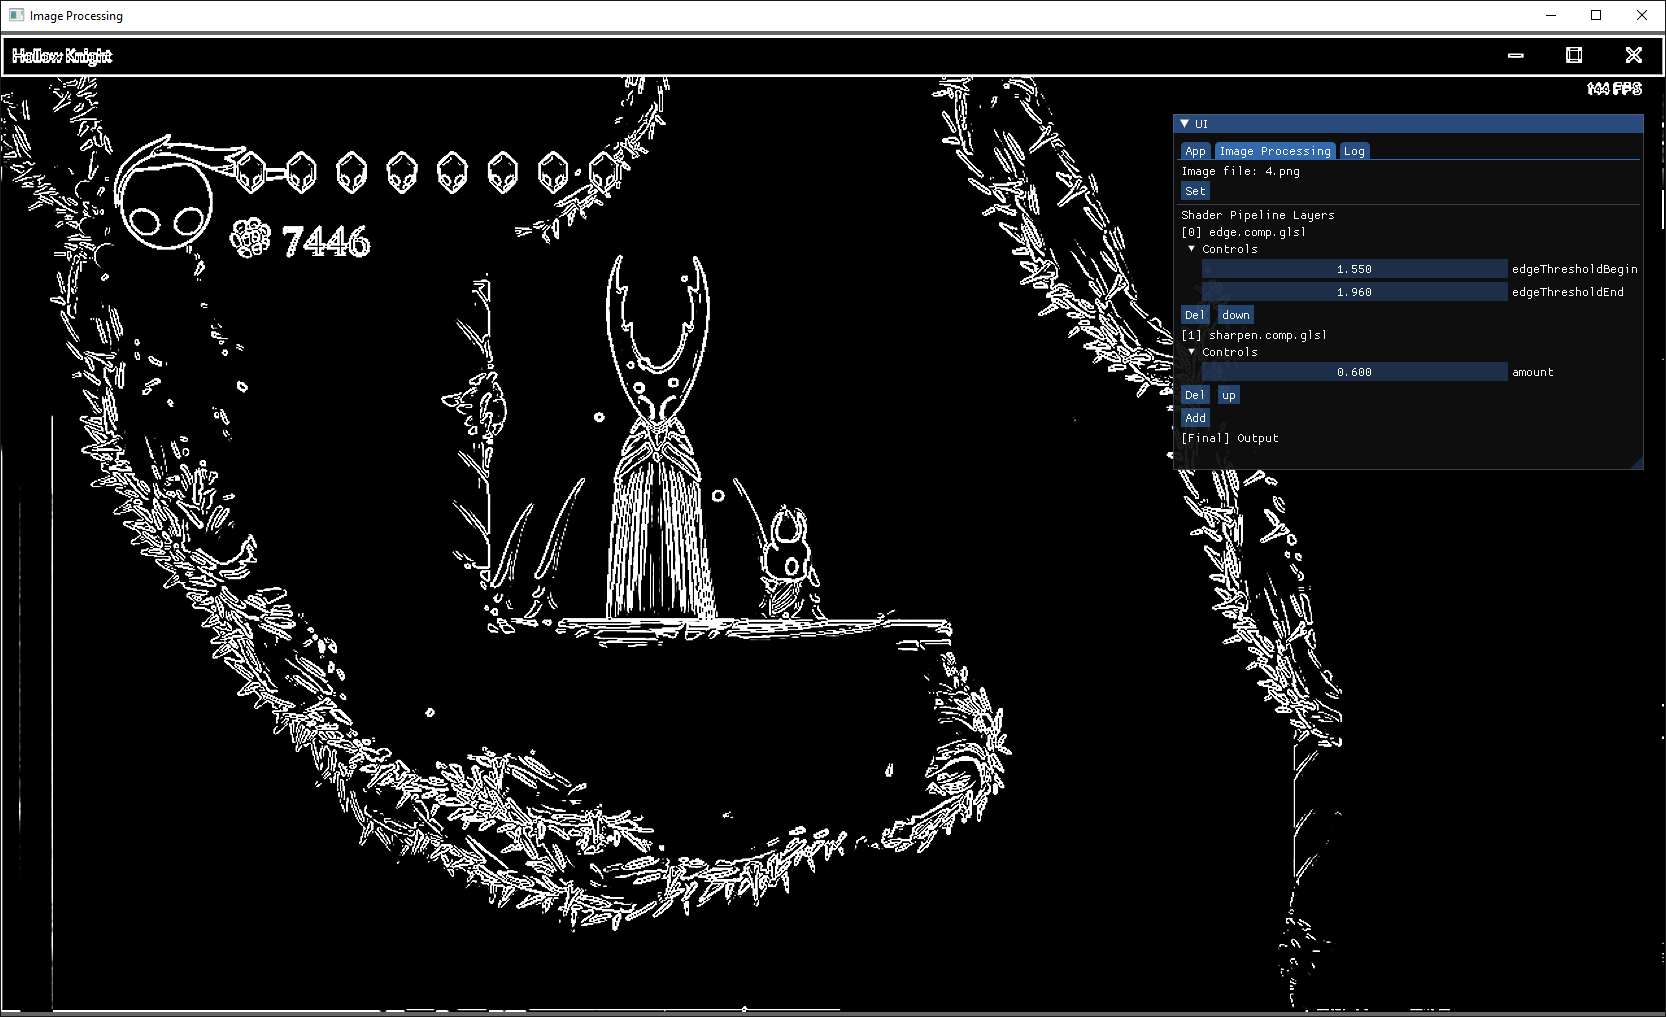 Image Processing
Hollow Knight
144 FPS
7446
UI
App Image Processing Log
Image file: 4.png
Set
Shader Pipeline Layers
[0] edge.comp.glsl
Controls
1.550 edgeThresholdBegin
1.960 edgeThresholdEnd
Del down
[1] sharpen.comp.glsl
Controls
0.600 amount
Del up
Add
[Final] Output